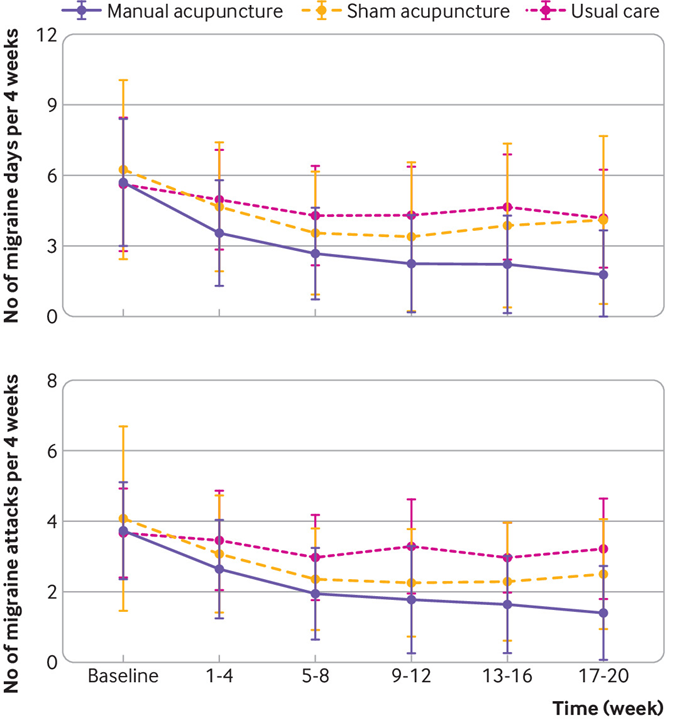 Manual acupuncture Sham acupuncture Usual care
No of migraine days per 4 weeks
12
9
6
3
0
No of migraine attacks per 4 weeks
8
6
4
2
0
Baseline 1-4 5-8 9-12 13-16 17-20
Time (week)